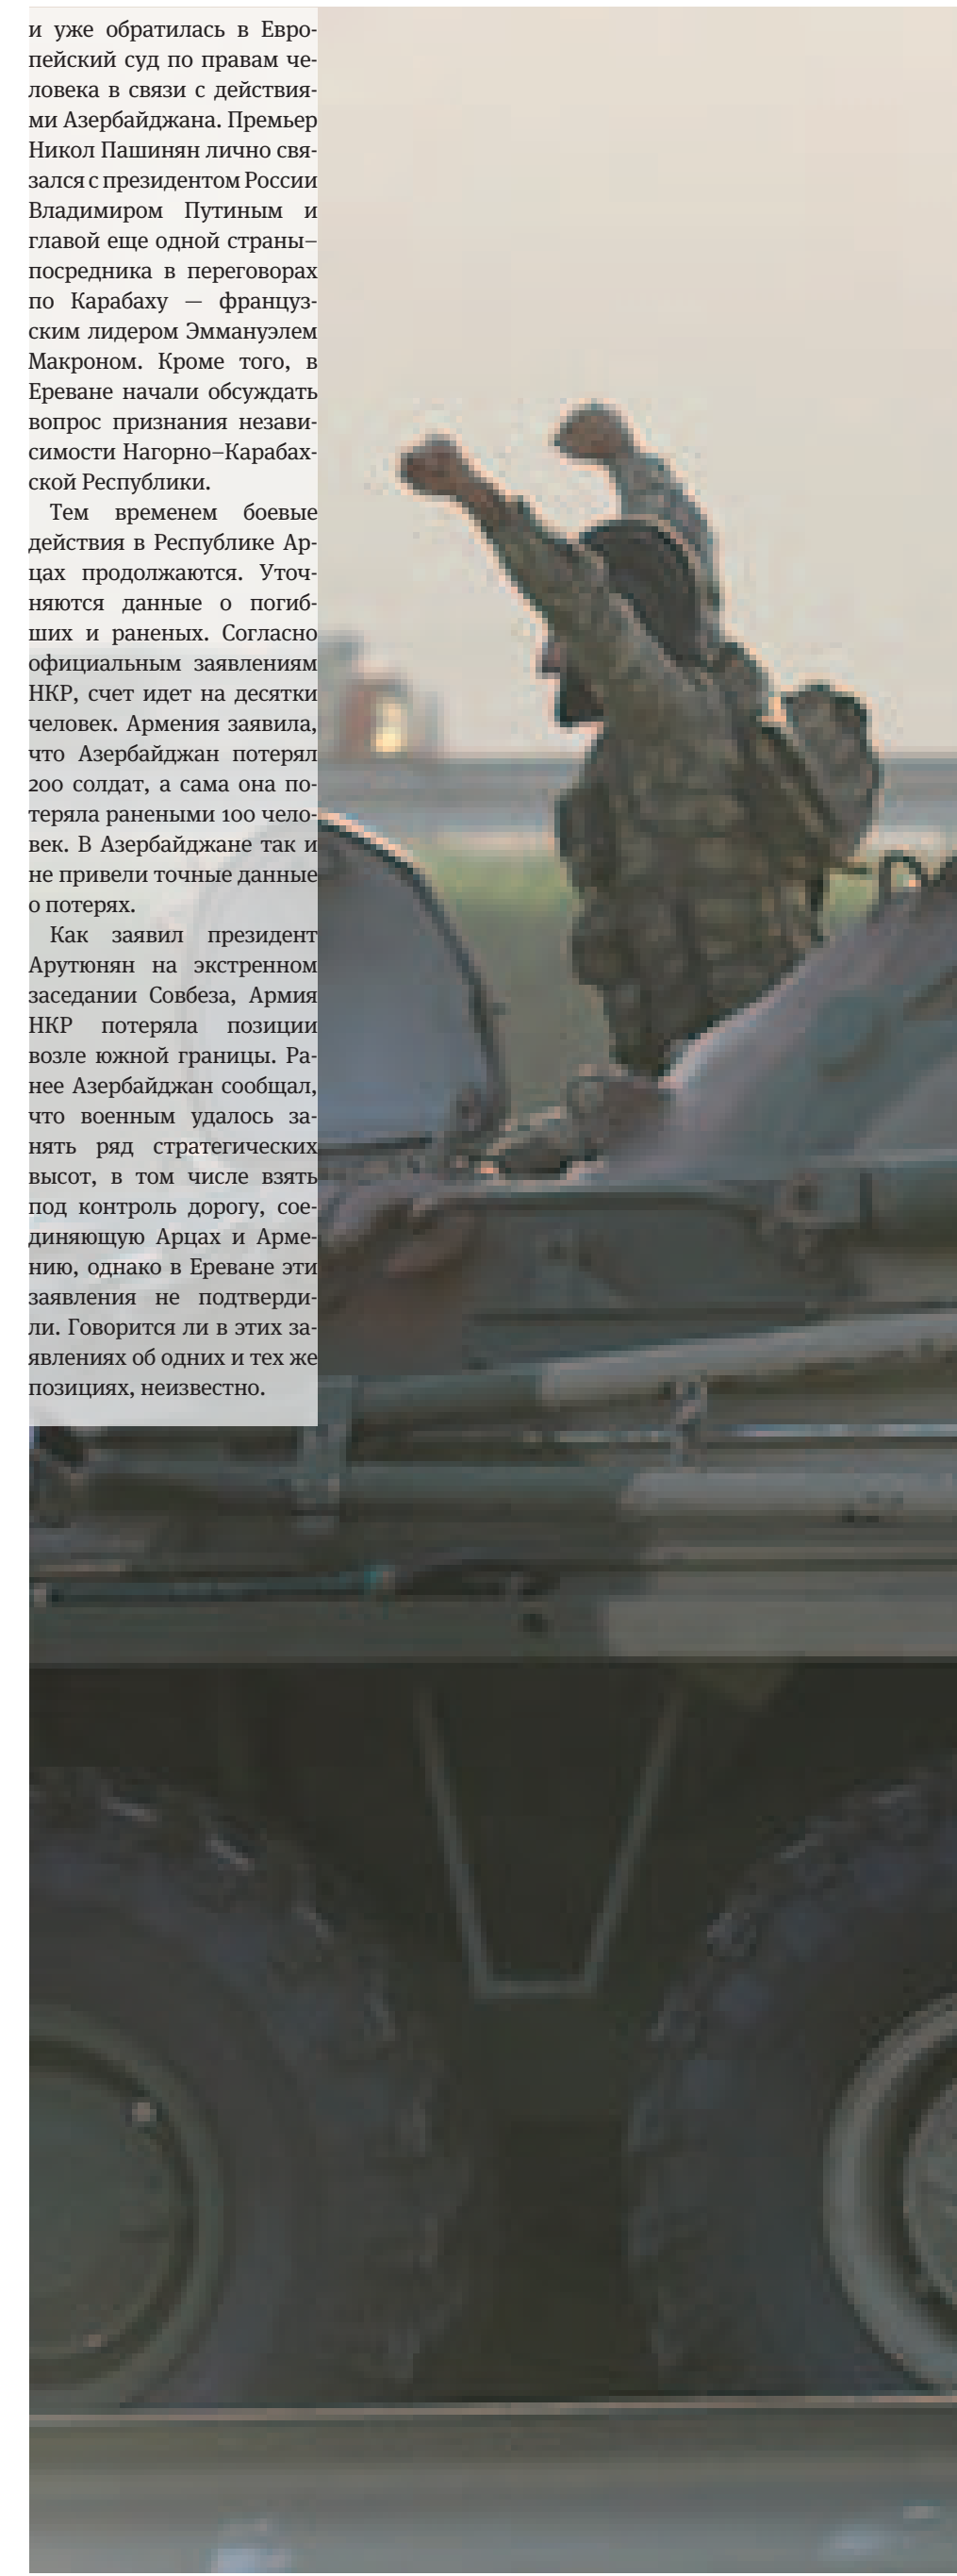 и уже обратилась в Евро-
пейский суд по правам че-
ловека в связи с действия-
ми Азербайджана. Премьер
Никол Пашинян лично свя-
зался с президентом России
Владимиром Путиным и
главой еще одной страны–
посредника в переговорах
по Карабаху — француз-
ским лидером Эммануэлем
Макроном. Кроме того, в
Ереване начали обсуждать
вопрос признания незави-
симости Нагорно–Карабах-
ской Республики.
Тем временем боевые
действия в Республике Ар-
цах продолжаются. Уточ-
няются данные о погиб-
ших и раненых. Согласно
официальным заявлениям
НКР, счет идет на десятки
человек. Армения заявила,
что Азербайджан потерял
200 солдат, а сама она по-
теряла ранеными 100 чело-
век. В Азербайджане так и
не привели точные данные
о потерях.
Как заявил президент
Арутюнян на экстренном
заседании Совбеза, Армия
НКР потеряла позиции
возле южной границы. Ра-
нее Азербайджан сообщал,
что военным удалось за-
нять ряд стратегических
высот, в том числе взять
под контроль дорогу, сое-
диняющую Арцах и Арме-
нию, однако в Ереване эти
заявления не подтверди-
ли. Говорится ли в этих за-
явлениях об одних и тех же
позициях, неизвестно.